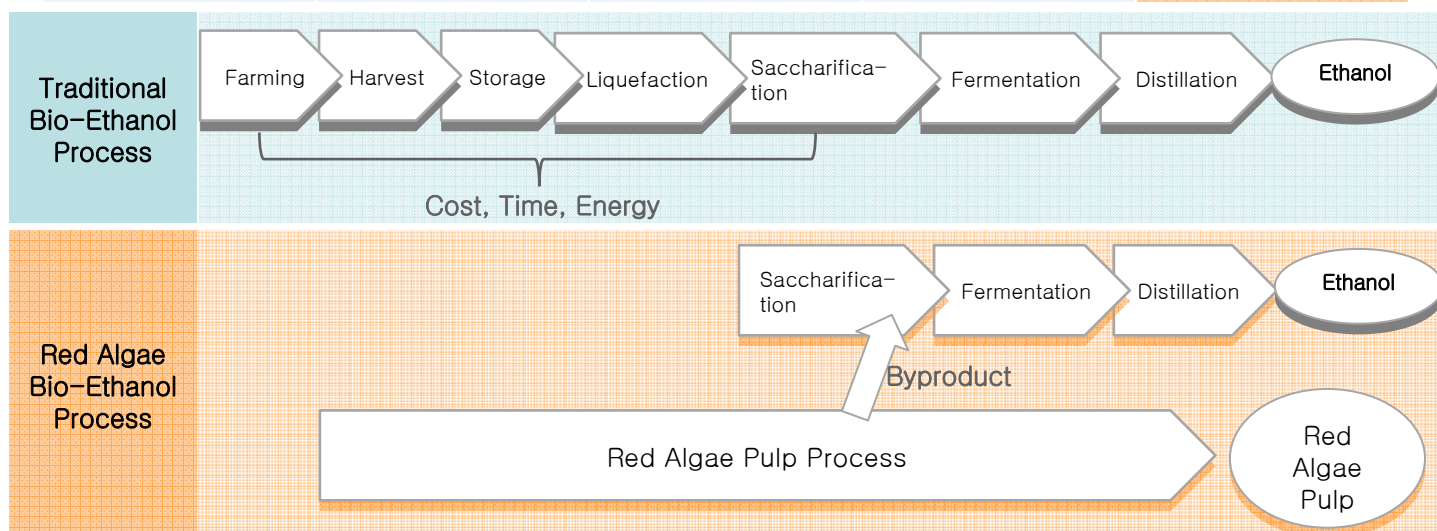 Traditional
Bio-Ethanol
Process
Farming
Harvest
Storage
Liquefaction
Saccharifica-
tion
Fermentation
Distillation
Ethanol
Cost, Time, Energy
Red Algae
Bio-Ethanol
Process
Saccharifica-
tion
Fermentation
Distillation
Ethanol
Byproduct
Red Algae Pulp Process
Red
Algae
Pulp